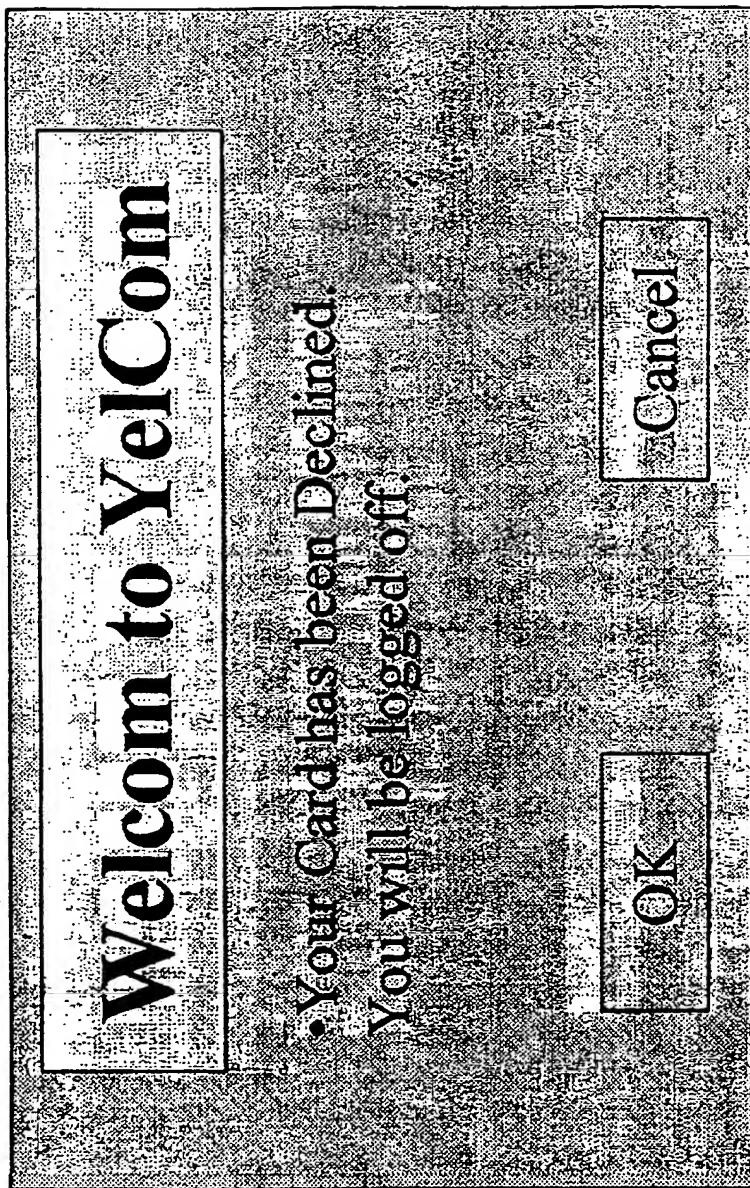 Welcom to YelCom
•Your Card has been Declined.
You will be logged off.
OK
Cancel